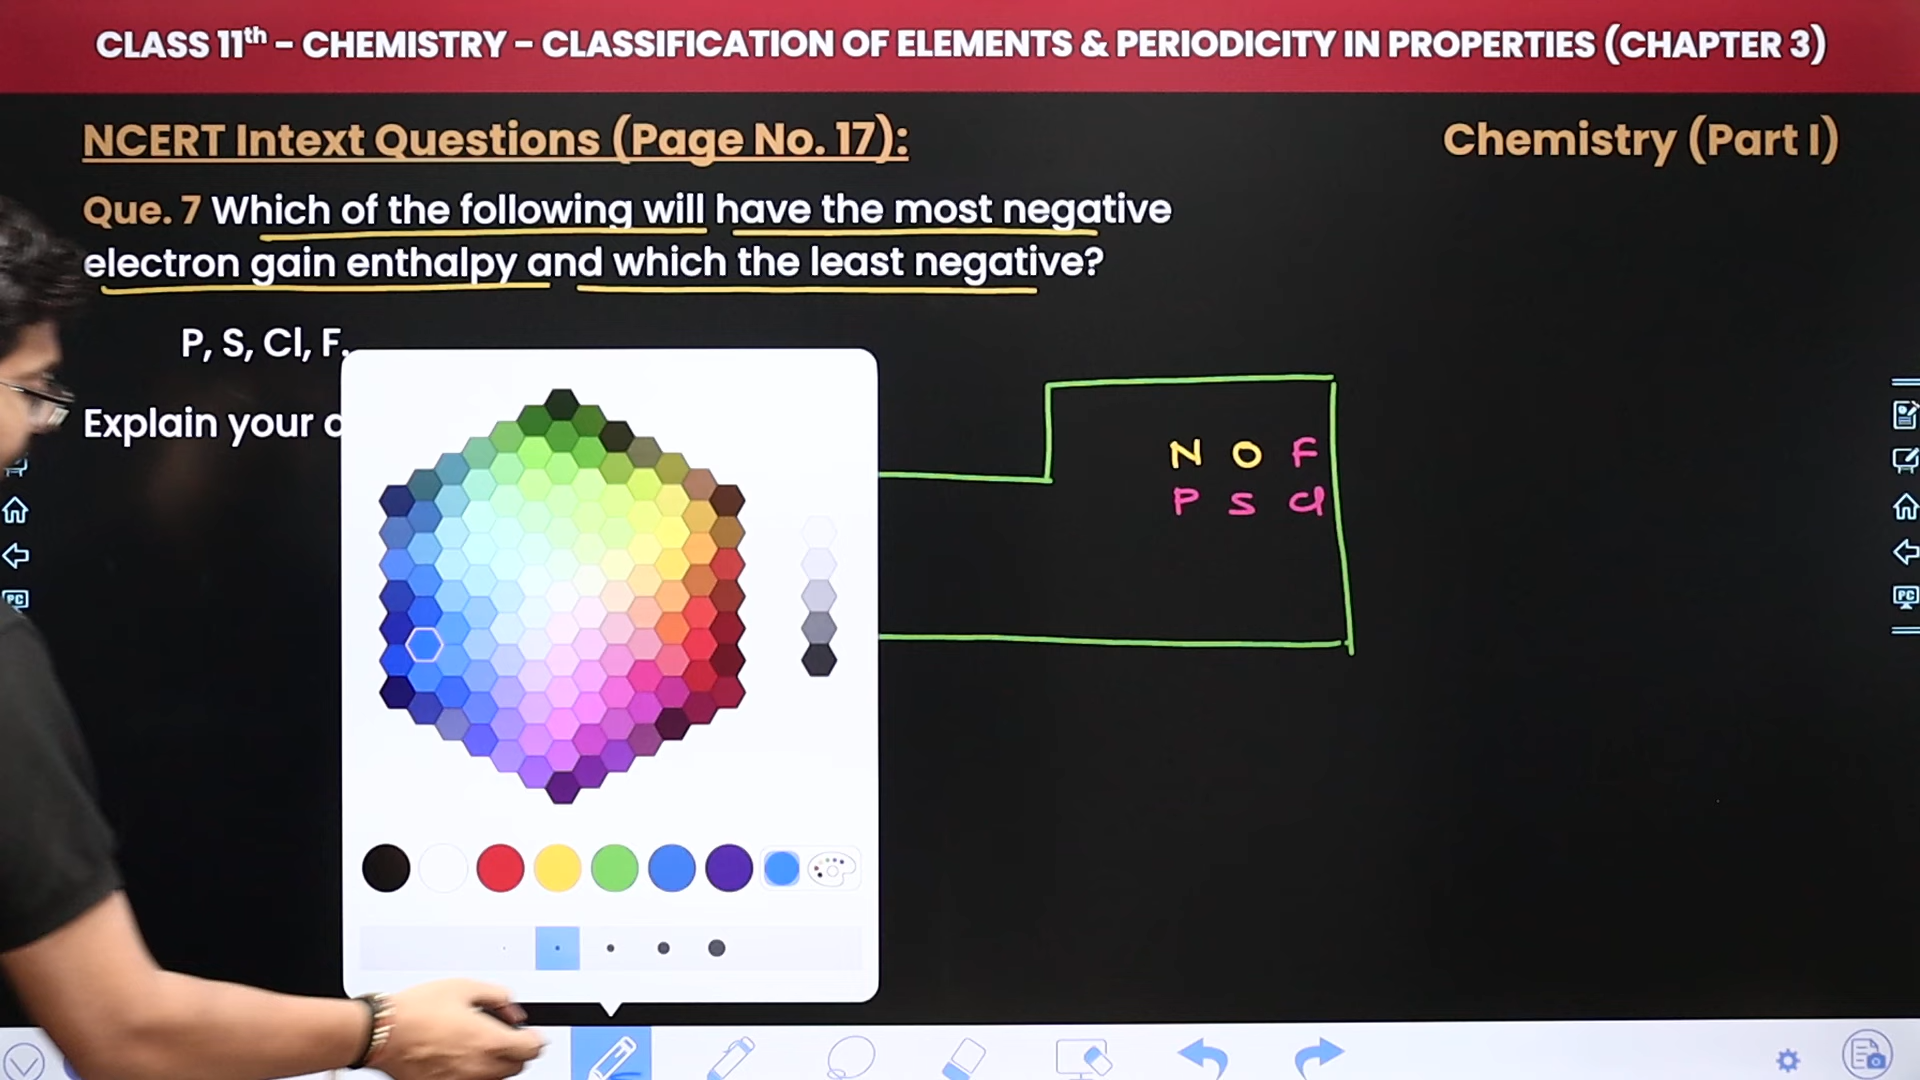 CLASS 11th – CHEMISTRY – CLASSIFICATION OF ELEMENTS & PERIODICITY IN PROPERTIES (CHAPTER 3)
NCERT Intext Questions (Page No. 17):
Chemistry (Part I)
Que. 7 Which of the following will have the most negative
electron gain enthalpy and which the least negative?
P, S, Cl, F.
Explain your
N O F
P S Cl
PC
PC